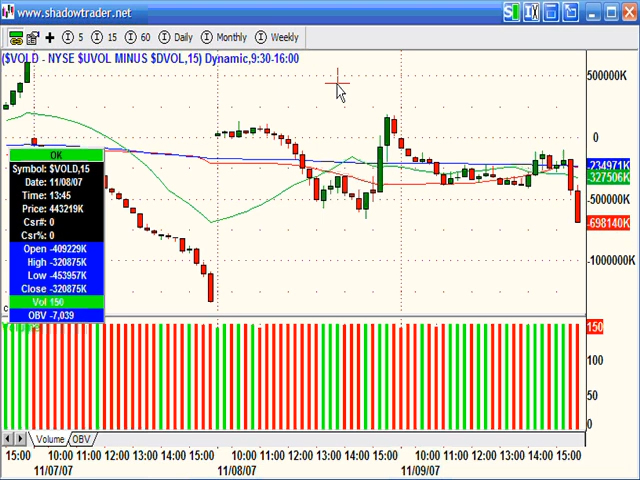 www.shadowtrader.net
5 15 60 Daily Monthly Weekly
($VOLD - NYSE $UVOL MINUS $DVOL,15) Dynamic,9:30-16:00
500000K
0
-234971K
-327506K
-500000K
-698140K
-1000000K
OK
Symbol: $VOLD,15
Date: 11/08/07
Time: 13:45
Price: 443219K
Csr#: 0
Csr%: 0
Open -409229K
High -320875K
Low -453957K
Close -320875K
Vol 150
OBV -7,039
150
100
50
0
Volume OBV
15:00 10:00 11:00 12:00 13:00 14:00 15:00 10:00 11:00 12:00 13:00 14:00 15:00 10:00 11:00 12:00 13:00 14:00 15:00
11/07/07 11/08/07 11/09/07